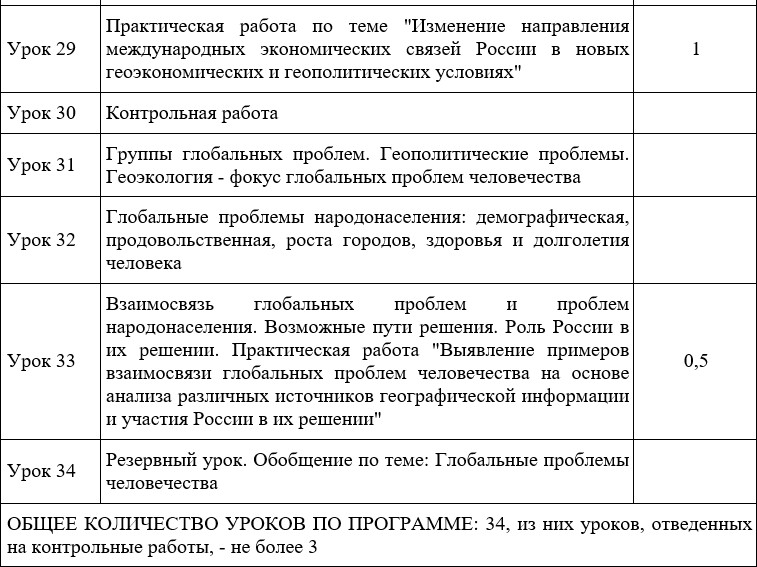 Практическая работа по теме "Изменение направления
Урок 29 международных экономических связей России в новых 1
геоэкономических и геополитических условиях"
Урок 30 Контрольная работа
Группы глобальных проблем. Геополитические проблемы.
Урок 31
Геоэкология - фокус глобальных проблем человечества
Глобальные проблемы народонаселения: демографическая,
Урок 32 продовольственная, роста городов, здоровья и долголетия
человека
Взаимосвязь глобальных проблем и проблем
народонаселения. Возможные пути решения. Роль России в
их решении. Практическая работа "Выявление примеров
Урок 33 взаимосвязи глобальных проблем человечества на основе 0,5
анализа различных источников географической информации
и участия России в их решении"
Резервный урок. Обобщение по теме: Глобальные проблемы
Урок 34
человечества
ОБЩЕЕ КОЛИЧЕСТВО УРОКОВ ПО ПРОГРАММЕ: 34, из них уроков, отведенных
на контрольные работы, - не более 3